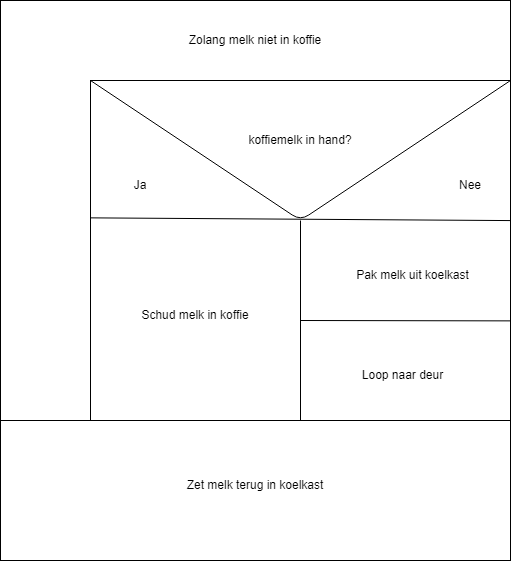 Zolang melk niet in koffie
koffiemelk in hand?
Ja
Nee
Schud melk in koffie
Pak melk uit koelkast
Loop naar deur
Zet melk terug in koelkast